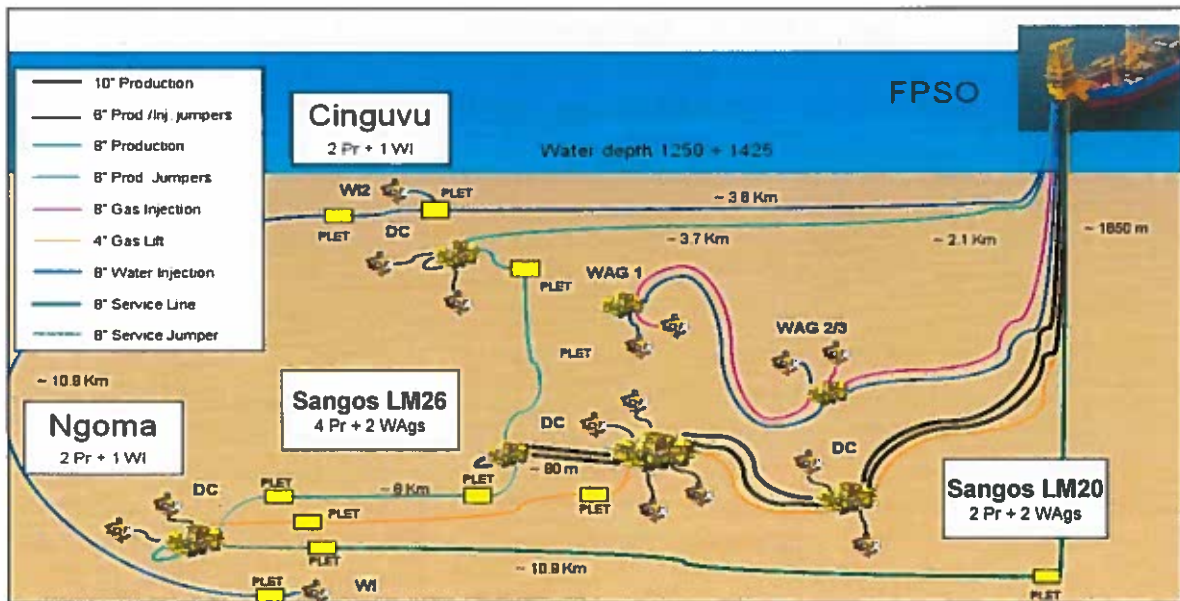 10" Production
6" Prod /Inj. jumpers
8" Production
6" Prod. Jumpers
8" Gas Injection
4" Gas Lift
8" Water Injection
8" Service Line
8" Service Jumper
Cinguvu
2 Pr + 1 WI
FPSO
Water depth 1250 ÷ 1425
WI2
PLET
PLET
DC
~ 3.8 Km
~ 3.7 Km
~ 2.1 Km
~ 1650 m
PLET
WAG 1
WAG 2/3
PLET
~ 10.9 Km
Ngoma
2 Pr + 1 WI
Sangos LM26
4 Pr + 2 WAgs
DC
~ 80 m
DC
Sangos LM20
2 Pr + 2 WAgs
DC
PLET
~ 6 Km
PLET
PLET
PLET
PLET
~ 10.9 Km
PLET
WI
PLET